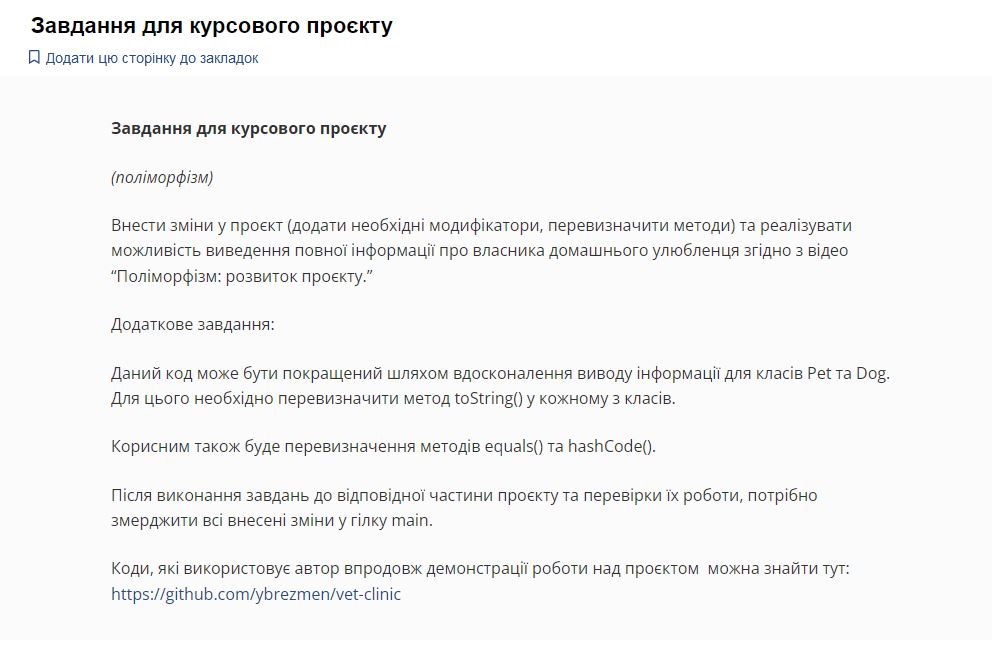 Завдання для курсового проєкту
Додати цю сторінку до закладок
Завдання для курсового проєкту
(поліморфізм)
Внести зміни у проєкт (додати необхідні модифікатори, перевизначити методи) та реалізувати
можливість виведення повної інформації про власника домашнього улюбленця згідно з відео
“Поліморфізм: розвиток проєкту.”
Додаткове завдання:
Даний код може бути покращений шляхом вдосконалення виводу інформації для класів Pet та Dog.
Для цього необхідно перевизначити метод toString() у кожному з класів.
Корисним також буде перевизначення методів equals() та hashCode().
Після виконання завдань до відповідної частини проєкту та перевірки їх роботи, потрібно
змерджити всі внесені зміни у гілку main.
Коди, які використовує автор впродовж демонстрації роботи над проєктом  можна знайти тут:
https://github.com/ybrezmen/vet-clinic